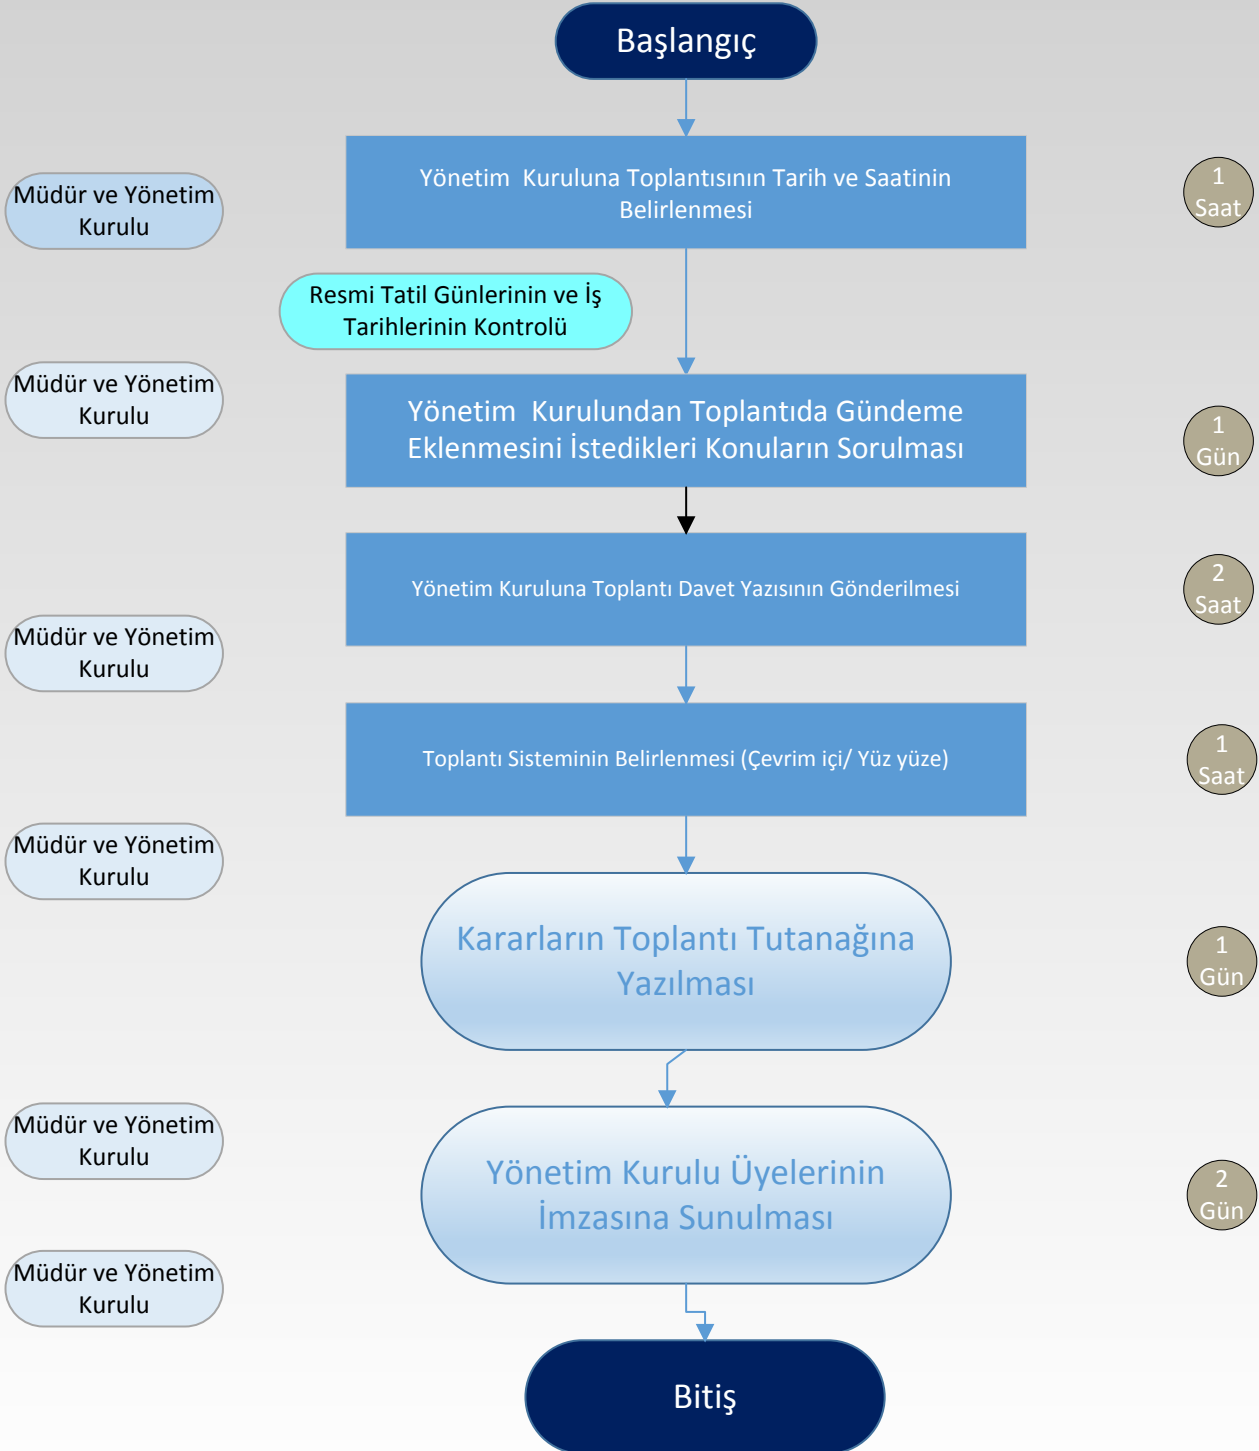 Başlangıç
Yönetim Kuruluna Toplantısının Tarih ve Saatinin
Belirlenmesi
Müdür ve Yönetim
Kurulu
1
Saat
Resmi Tatil Günlerinin ve İş
Tarihlerinin Kontrolü
Müdür ve Yönetim
Kurulu
Yönetim Kurulundan Toplantıda Gündeme
Eklenmesini İstedikleri Konuların Sorulması
1
Gün
Yönetim Kuruluna Toplantı Davet Yazısının Gönderilmesi
2
Saat
Müdür ve Yönetim
Kurulu
Toplantı Sisteminin Belirlenmesi (Çevrim içi/ Yüz yüze)
1
Saat
Müdür ve Yönetim
Kurulu
Kararların Toplantı Tutanağına
Yazılması
1
Gün
Müdür ve Yönetim
Kurulu
Yönetim Kurulu Üyelerinin
İmzasına Sunulması
2
Gün
Müdür ve Yönetim
Kurulu
Bitiş